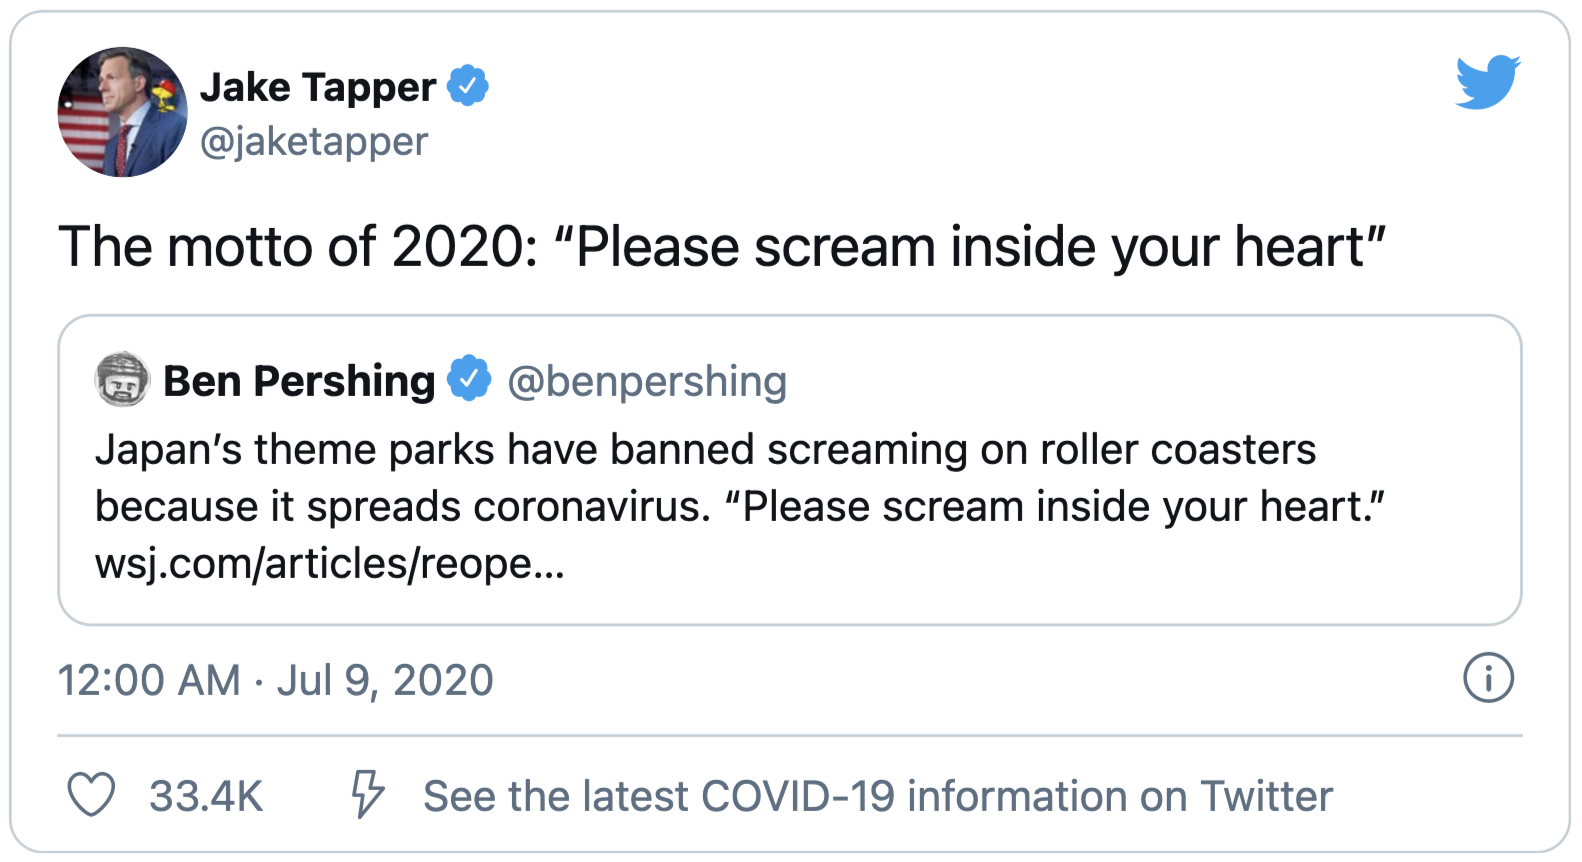 Jake Tapper
@jaketapper
The motto of 2020: “Please scream inside your heart”
Ben Pershing @benpershing
Japan’s theme parks have banned screaming on roller coasters
because it spreads coronavirus. “Please scream inside your heart.”
wsj.com/articles/reope...
12:00 AM · Jul 9, 2020
33.4K See the latest COVID-19 information on Twitter